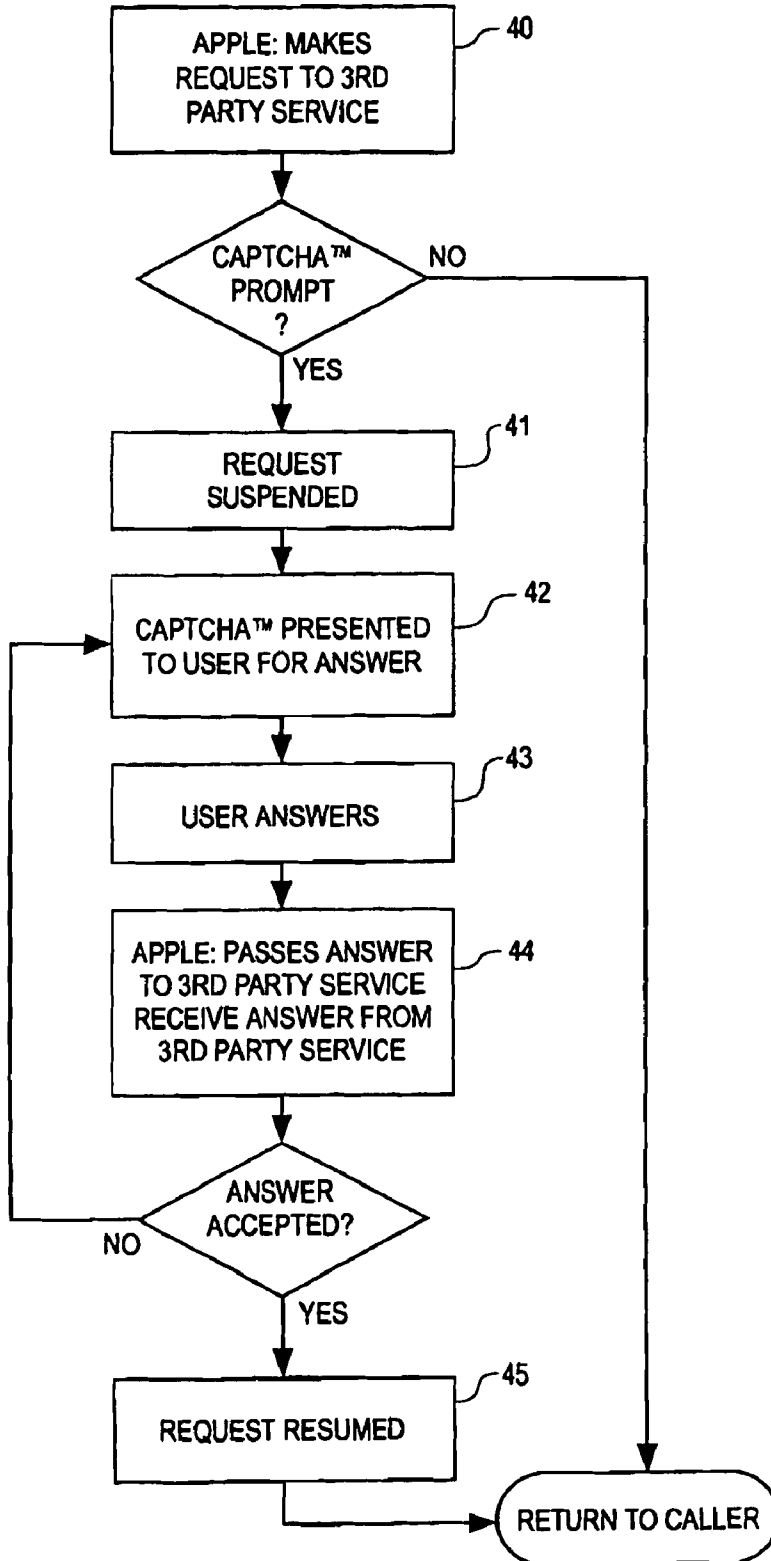 APPLE: MAKES
REQUEST TO 3RD
PARTY SERVICE
40
CAPTCHA™
PROMPT
?
NO
YES
41
REQUEST
SUSPENDED
42
CAPTCHA™ PRESENTED
TO USER FOR ANSWER
43
USER ANSWERS
44
APPLE: PASSES ANSWER
TO 3RD PARTY SERVICE
RECEIVE ANSWER FROM
3RD PARTY SERVICE
ANSWER
ACCEPTED?
NO
YES
45
REQUEST RESUMED
RETURN TO CALLER